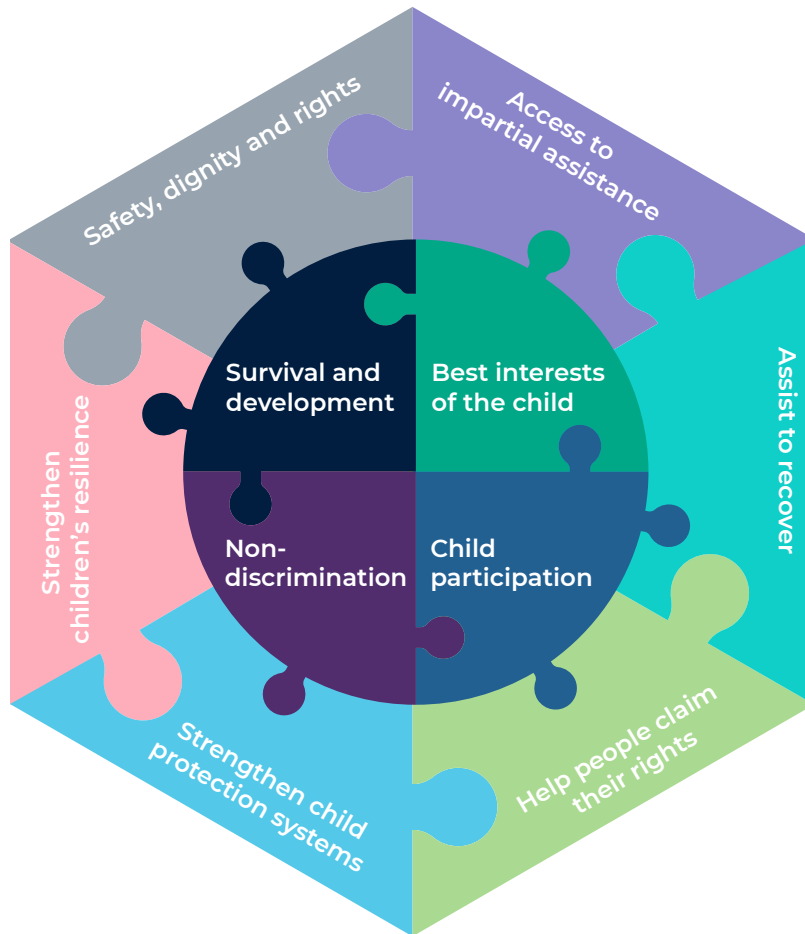 Safety, dignity and rights
Access to
impartial assistance
Assist to recover
Help people claim
their rights
Strengthen child
protection systems
Strengthen
children’s resilience
Survival and
development
Best interests
of the child
Non-
discrimination
Child
participation